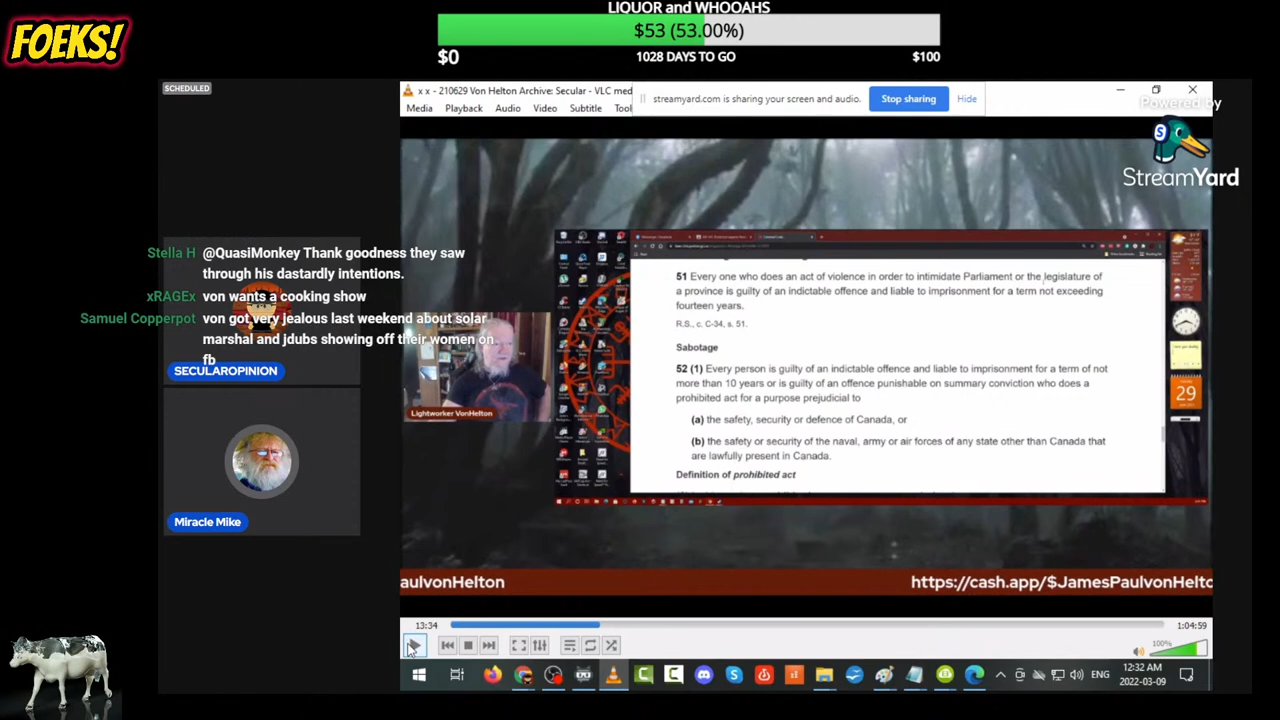 FOEKS!
LIQUOR and WHOOAHS
$53 (53.00%)
$0
1028 DAYS TO GO
$100
SCHEDULED
x x - 210629 Von Helton Archive: Secular - VLC med
streamyard.com is sharing your screen and audio.
Stop sharing
Hide
Media Playback Audio Video Subtitle Tool
Powered by
S
StreamYard
Stella H @QuasiMonkey Thank goodness they saw
through his dastardly intentions.
xRAGEx von wants a cooking show
Samuel Copperpot von got very jealous last weekend about solar
marshal and jdubs showing off their women on
fb
SECULAROPINION
Miracle Mike
Lightworker VonHelton
51 Every one who does an act of violence in order to intimidate Parliament or the legislature of
a province is guilty of an indictable offence and liable to imprisonment for a term not exceeding
fourteen years.
R.S., c. C-34, s. 51.
Sabotage
52 (1) Every person is guilty of an indictable offence and liable to imprisonment for a term of not
more than 10 years or is guilty of an offence punishable on summary conviction who does a
prohibited act for a purpose prejudicial to
(a) the safety, security or defence of Canada, or
(b) the safety or security of the naval, army or air forces of any state other than Canada that
are lawfully present in Canada.
Definition of prohibited act
29
aulvonHelton
https://cash.app/$JamesPaulvonHelto
13:34
1:04:59
100%
ENG
12:32 AM
2022-03-09